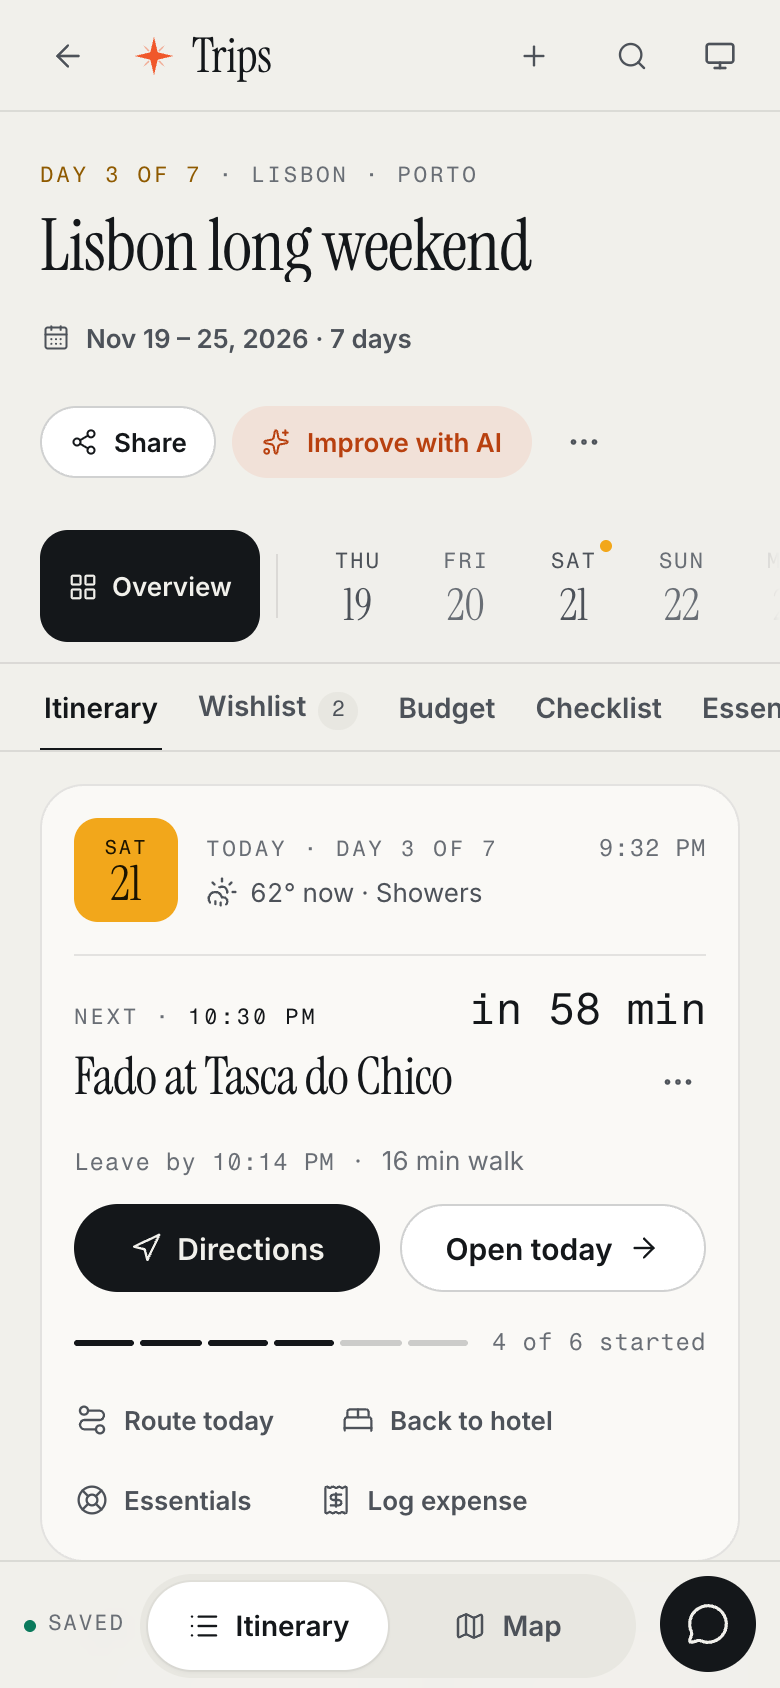 Trips
DAY 3 OF 7 · LISBON · PORTO
Lisbon long weekend
Nov 19 – 25, 2026 · 7 days
Share
Improve with AI
Overview
THU 19
FRI 20
SAT 21
SUN 22
Itinerary
Wishlist 2
Budget
Checklist
Essen
SAT 21
TODAY · DAY 3 OF 7
9:32 PM
62° now · Showers
NEXT · 10:30 PM
in 58 min
Fado at Tasca do Chico
Leave by 10:14 PM · 16 min walk
Directions
Open today
4 of 6 started
Route today
Back to hotel
Essentials
Log expense
SAVED
Itinerary
Map